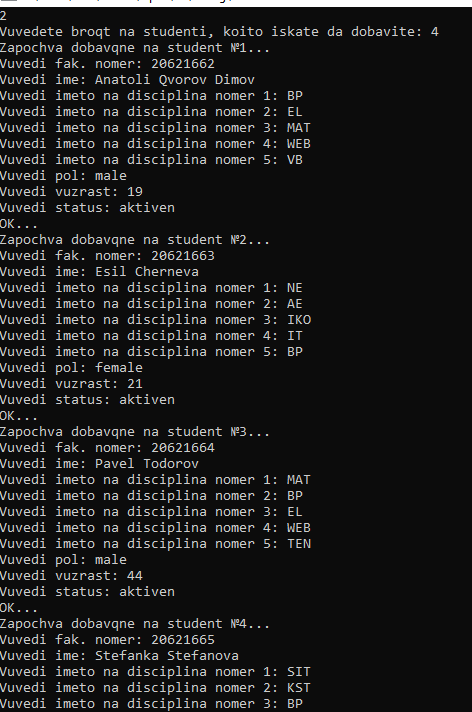 2
Vuvedete broqt na studenti, koito iskate da dobavite: 4
Zapochva dobavqne na student №1...
Vuvedi fak. nomer: 20621662
Vuvedi ime: Anatoli Qvorov Dimov
Vuvedi imeto na disciplina nomer 1: BP
Vuvedi imeto na disciplina nomer 2: EL
Vuvedi imeto na disciplina nomer 3: MAT
Vuvedi imeto na disciplina nomer 4: WEB
Vuvedi imeto na disciplina nomer 5: VB
Vuvedi pol: male
Vuvedi vuzrast: 19
Vuvedi status: aktiven
OK...
Zapochva dobavqne na student №2...
Vuvedi fak. nomer: 20621663
Vuvedi ime: Esil Cherneva
Vuvedi imeto na disciplina nomer 1: NE
Vuvedi imeto na disciplina nomer 2: AE
Vuvedi imeto na disciplina nomer 3: IKO
Vuvedi imeto na disciplina nomer 4: IT
Vuvedi imeto na disciplina nomer 5: BP
Vuvedi pol: female
Vuvedi vuzrast: 21
Vuvedi status: aktiven
OK...
Zapochva dobavqne na student №3...
Vuvedi fak. nomer: 20621664
Vuvedi ime: Pavel Todorov
Vuvedi imeto na disciplina nomer 1: MAT
Vuvedi imeto na disciplina nomer 2: BP
Vuvedi imeto na disciplina nomer 3: EL
Vuvedi imeto na disciplina nomer 4: WEB
Vuvedi imeto na disciplina nomer 5: TEN
Vuvedi pol: male
Vuvedi vuzrast: 44
Vuvedi status: aktiven
OK...
Zapochva dobavqne na student №4...
Vuvedi fak. nomer: 20621665
Vuvedi ime: Stefanka Stefanova
Vuvedi imeto na disciplina nomer 1: SIT
Vuvedi imeto na disciplina nomer 2: KST
Vuvedi imeto na disciplina nomer 3: BP